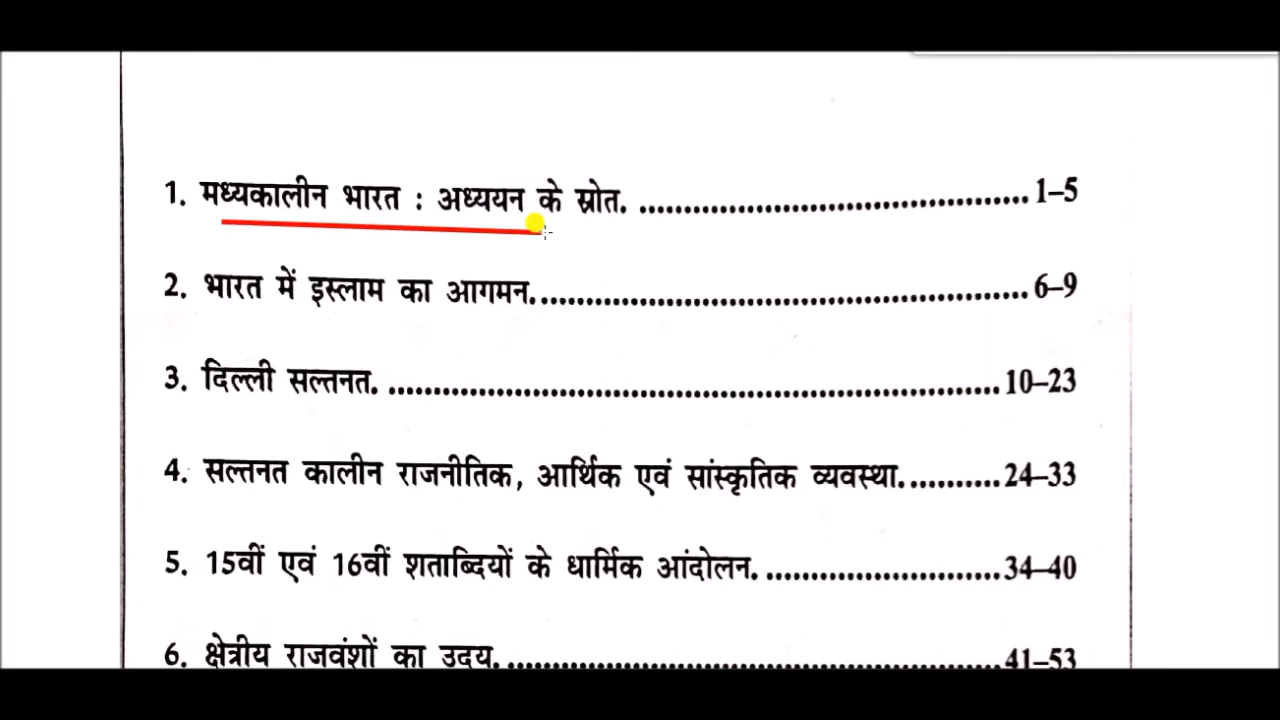 1. मध्यकालीन भारत : अध्ययन के स्रोत. ........................................... 1–5
2. भारत में इस्लाम का आगमन...................................................... 6–9
3. दिल्ली सल्तनत. ................................................................10–23
4. सल्तनत कालीन राजनीतिक, आर्थिक एवं सांस्कृतिक व्यवस्था...........24–33
5. 15वीं एवं 16वीं शताब्दियों के धार्मिक आंदोलन. .........................34–40
6. क्षेत्रीय राजवंशों का उदय. ....................................................41–53